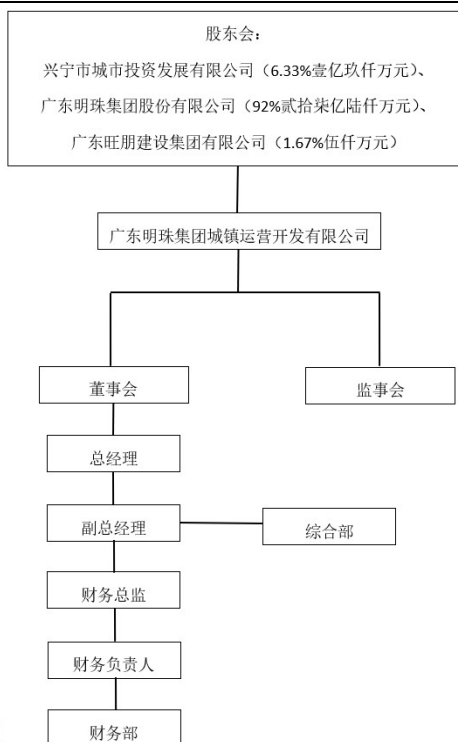 股东会：
兴宁市城市投资发展有限公司（6.33%壹亿玖仟万元）、
广东明珠集团股份有限公司（92%贰拾柒亿陆仟万元）、
广东旺朋建设集团有限公司（1.67%伍仟万元）
广东明珠集团城镇运营开发有限公司
董事会
监事会
总经理
副总经理
综合部
财务总监
财务负责人
财务部